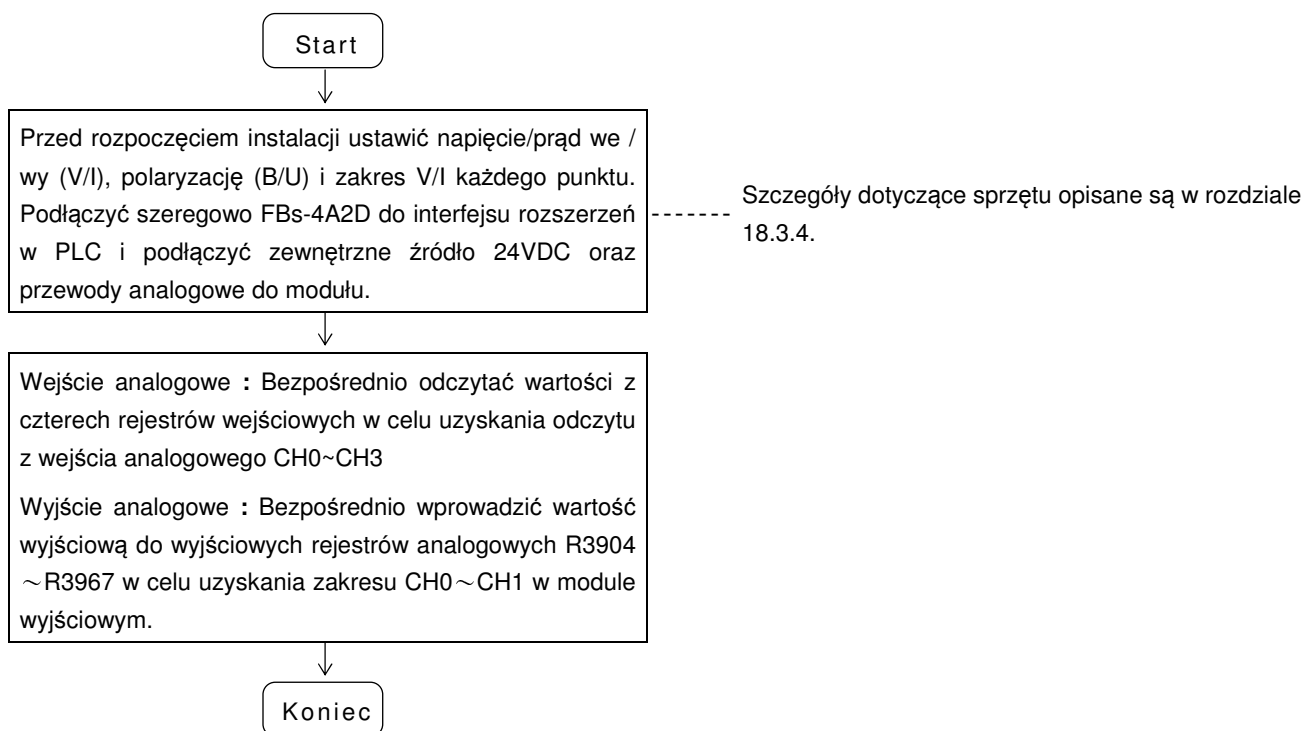 Start
Przed rozpoczęciem instalacji ustawić napięcie/prąd we /
wy (V/I), polaryzację (B/U) i zakres V/I każdego punktu.
Podłączyć szeregowo FBs-4A2D do interfejsu rozszerzeń
w PLC i podłączyć zewnętrzne źródło 24VDC oraz
przewody analogowe do modułu.
Szczegóły dotyczące sprzętu opisane są w rozdziale
18.3.4.
Wejście analogowe : Bezpośrednio odczytać wartości z
czterech rejestrów wejściowych w celu uzyskania odczytu
z wejścia analogowego CH0~CH3
Wyjście analogowe : Bezpośrednio wprowadzić wartość
wyjściową do wyjściowych rejestrów analogowych R3904
～R3967 w celu uzyskania zakresu CH0～CH1 w module
wyjściowym.
Koniec